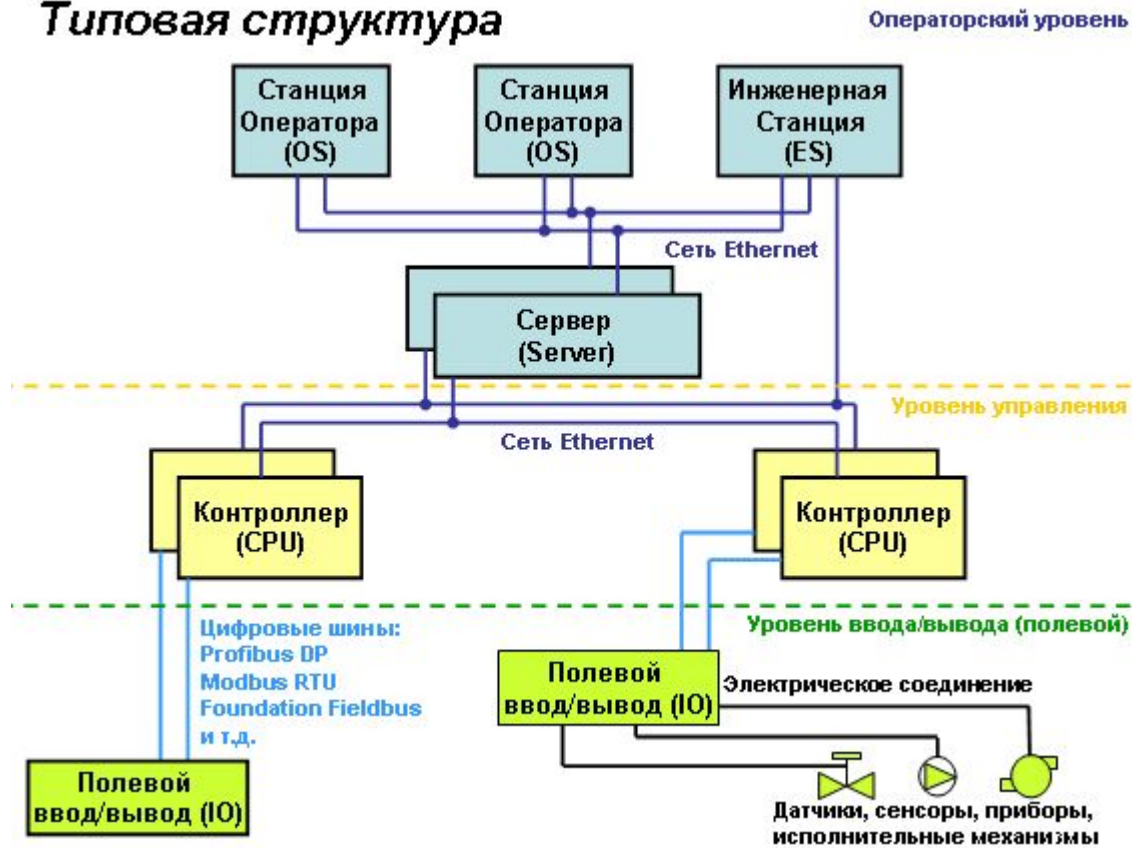 Типовая структура
Операторский уровень
Станция
Оператора
(OS)
Станция
Оператора
(OS)
Инженерная
Станция
(ES)
Сеть Ethernet
Сервер
(Server)
Уровень управления
Сеть Ethernet
Контроллер
(CPU)
Контроллер
(CPU)
Уровень ввода/вывода (полевой)
Цифровые шины:
Profibus DP
Modbus RTU
Foundation Fieldbus
и т.д.
Полевой
ввод/вывод (IO)
Электрическое соединение
Полевой
ввод/вывод (IO)
Датчики, сенсоры, приборы,
исполнительные механизмы